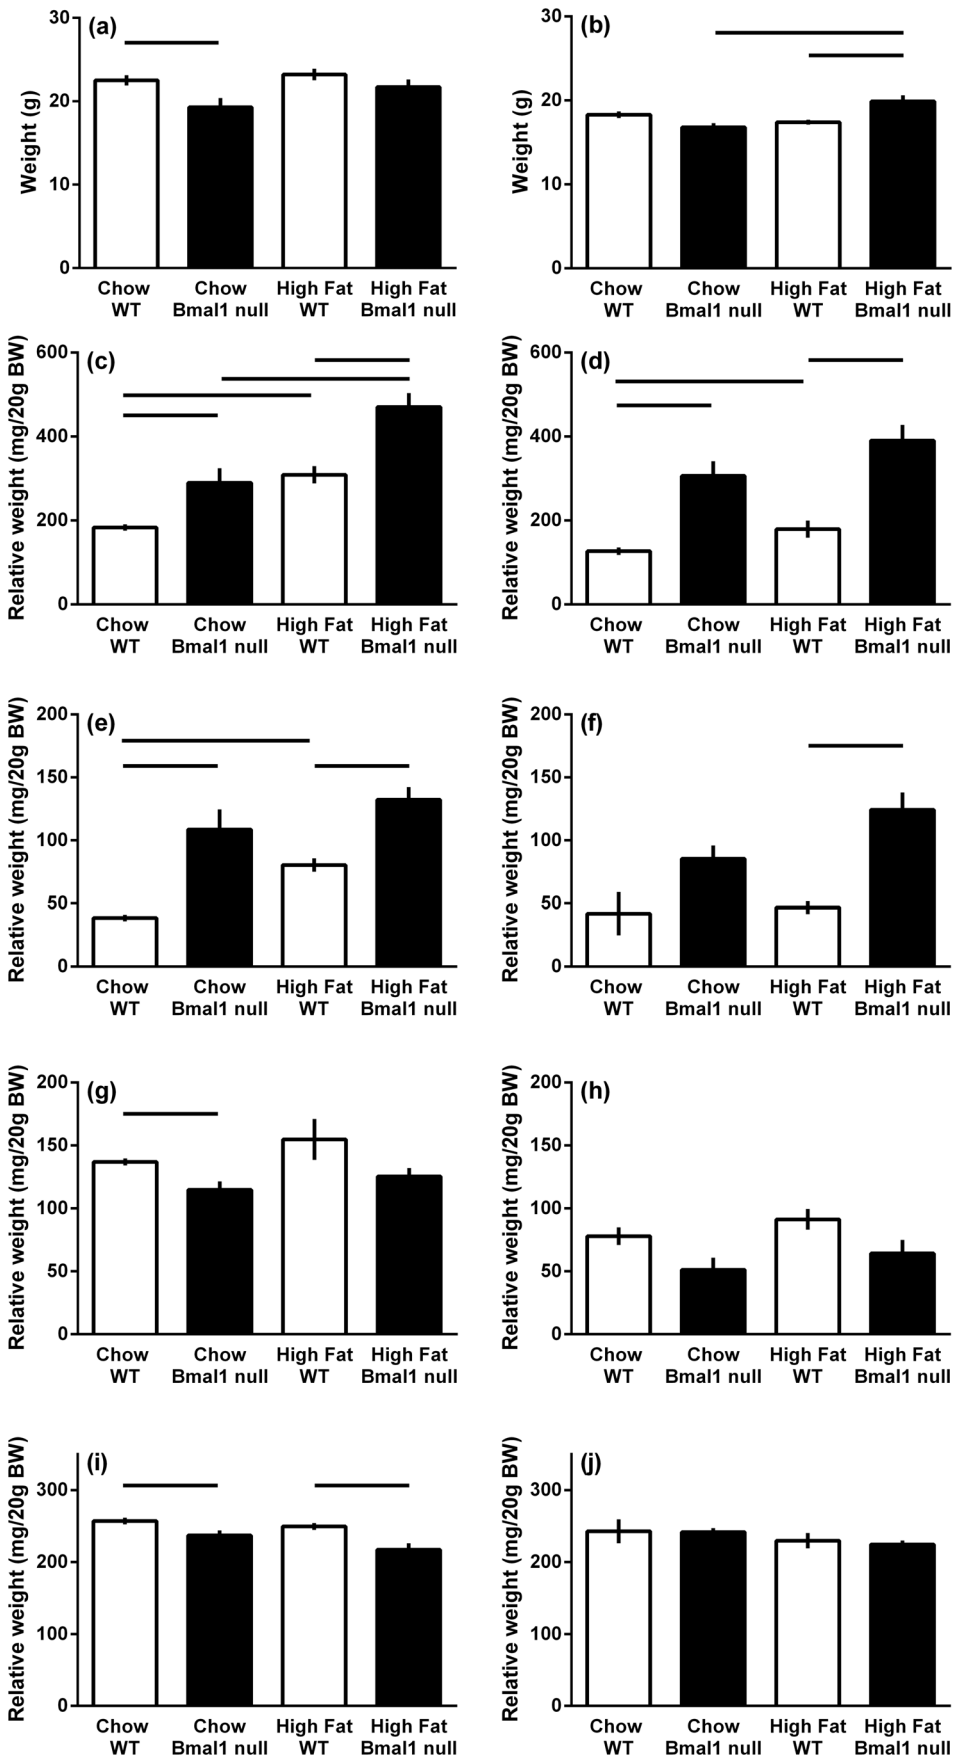 (a)
Weight (g)
30
20
10
0
Chow High Fat Chow High Fat
WT Bmal1 null WT Bmal1 null
(b)
Weight (g)
30
20
10
0
Chow Chow High Fat High Fat
WT Bmal1 null WT Bmal1 null
(c)
Relative weight (mg/20g BW)
600
400
200
0
Chow Chow High Fat High Fat
WT Bmal1 null WT Bmal1 null
(d)
Relative weight (mg/20g BW)
600
400
200
0
Chow Chow High Fat High Fat
WT Bmal1 null WT Bmal1 null
(e)
Relative weight (mg/20g BW)
200
150
100
50
0
Chow Chow High Fat High Fat
WT Bmal1 null WT Bmal1 null
(f)
Relative weight (mg/20g BW)
200
150
100
50
0
Chow Chow High Fat High Fat
WT Bmal1 null WT Bmal1 null
(g)
Relative weight (mg/20g BW)
200
150
100
50
0
Chow Chow High Fat High Fat
WT Bmal1 null WT Bmal1 null
(h)
Relative weight (mg/20g BW)
200
150
100
50
0
Chow Chow High Fat High Fat
WT Bmal1 null WT Bmal1 null
(i)
Relative weight (mg/20g BW)
300
200
100
0
Chow Chow High Fat High Fat
WT Bmal1 null WT Bmal1 null
(j)
Relative weight (mg/20g BW)
300
200
100
0
Chow Chow High Fat High Fat
WT Bmal1 null WT Bmal1 null